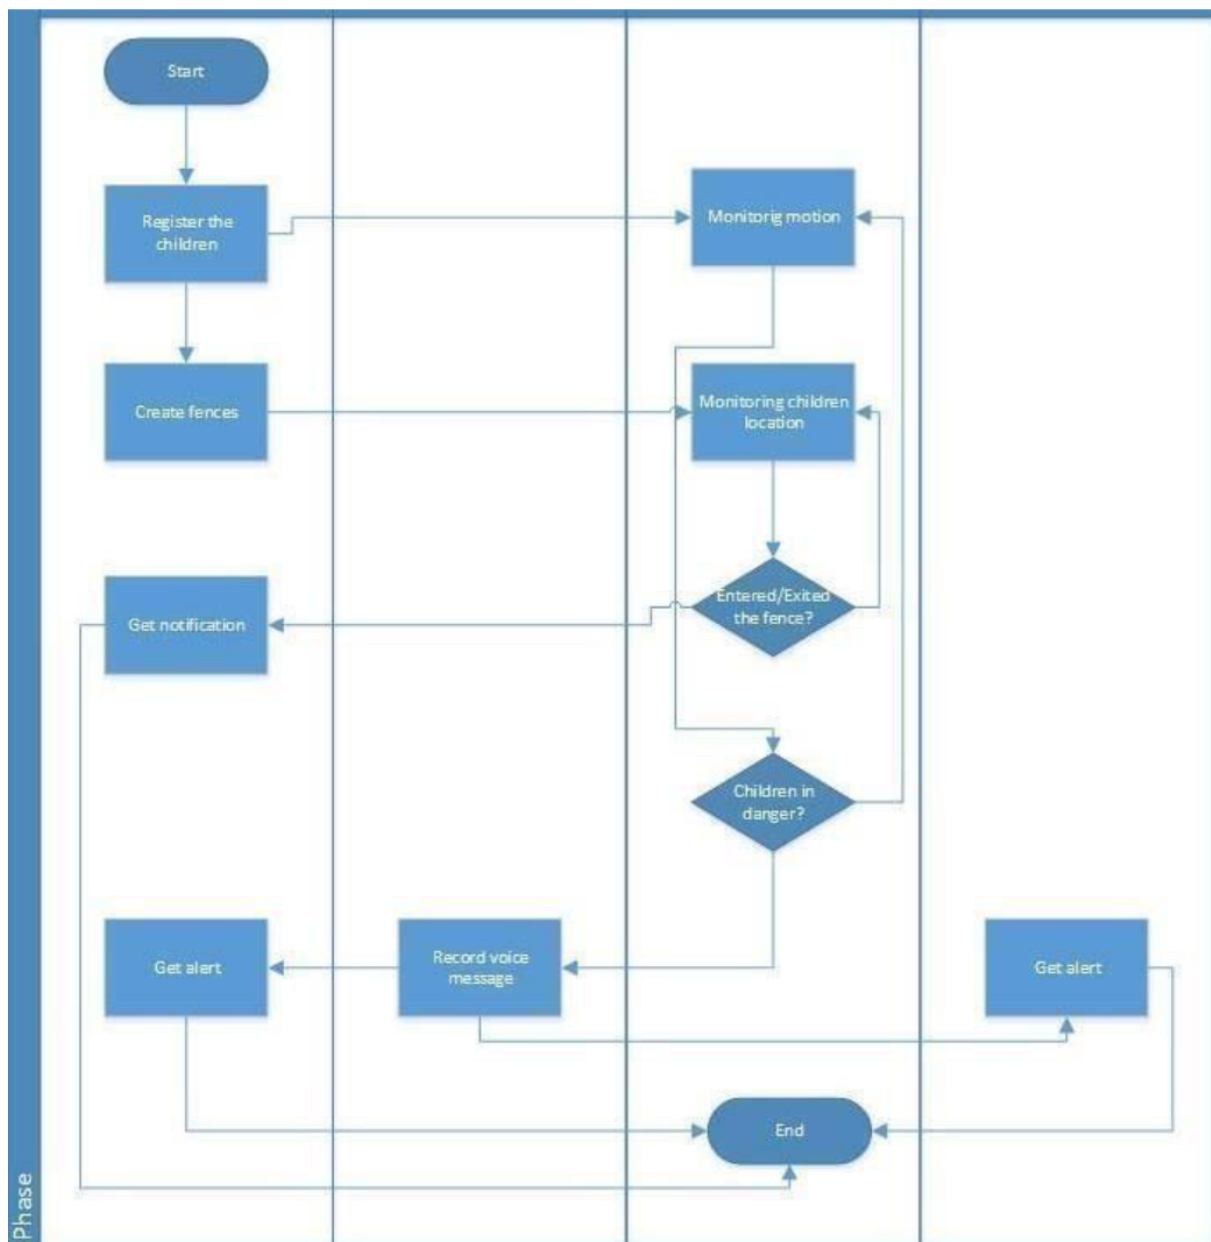 Start
Register the
children
Monitorig motion
Create fences
Monitoring children
location
Entered/Exited
the fence?
Get notification
Children in
danger?
Get alert
Record voice
message
Get alert
End
Phase